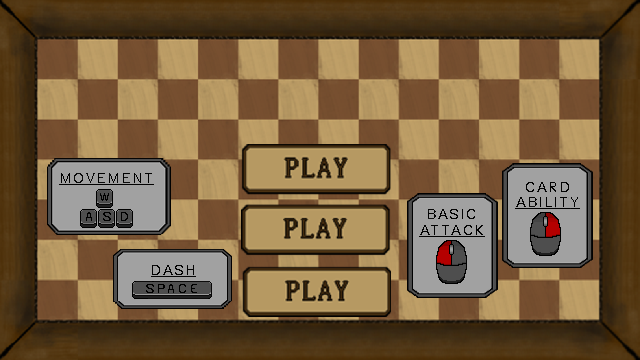 MOVEMENT
W
A S D
DASH
SPACE
PLAY
PLAY
PLAY
BASIC
ATTACK
CARD
ABILITY